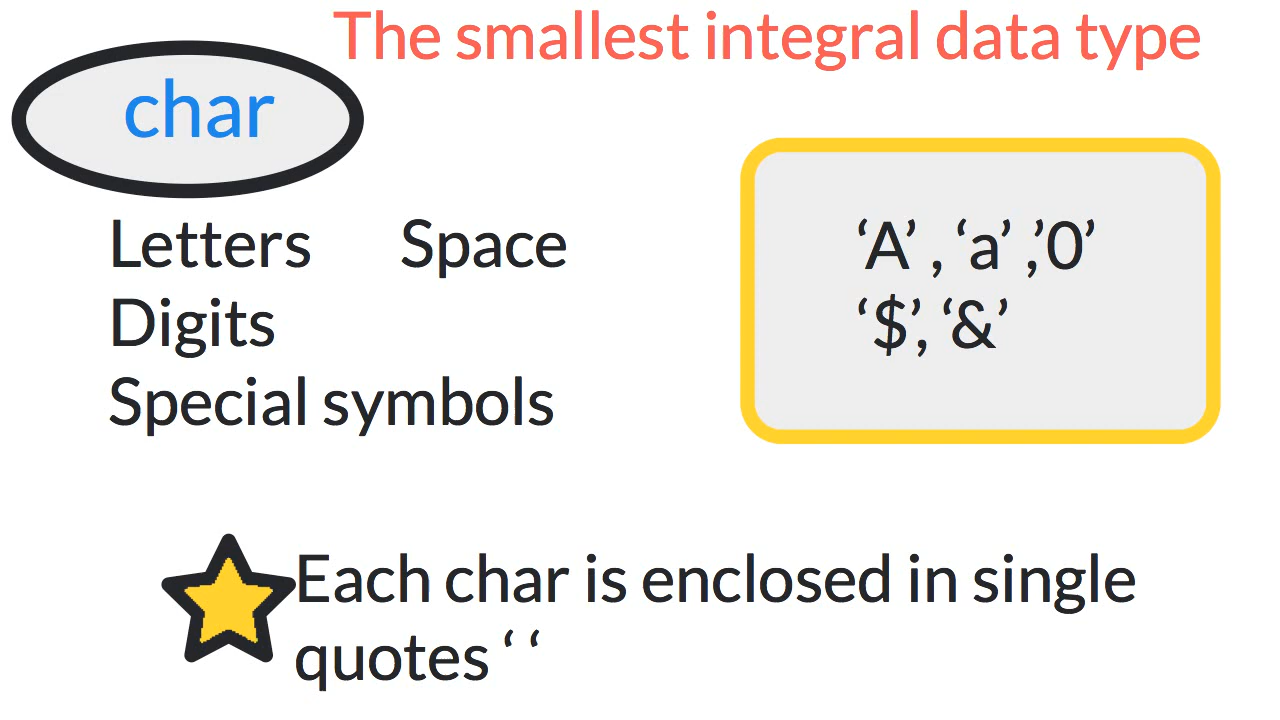 The smallest integral data type
char
Letters Space
Digits
Special symbols
‘A’ , ‘a’ ,’0’
‘$’, ‘&’
Each char is enclosed in single
quotes ‘ ‘